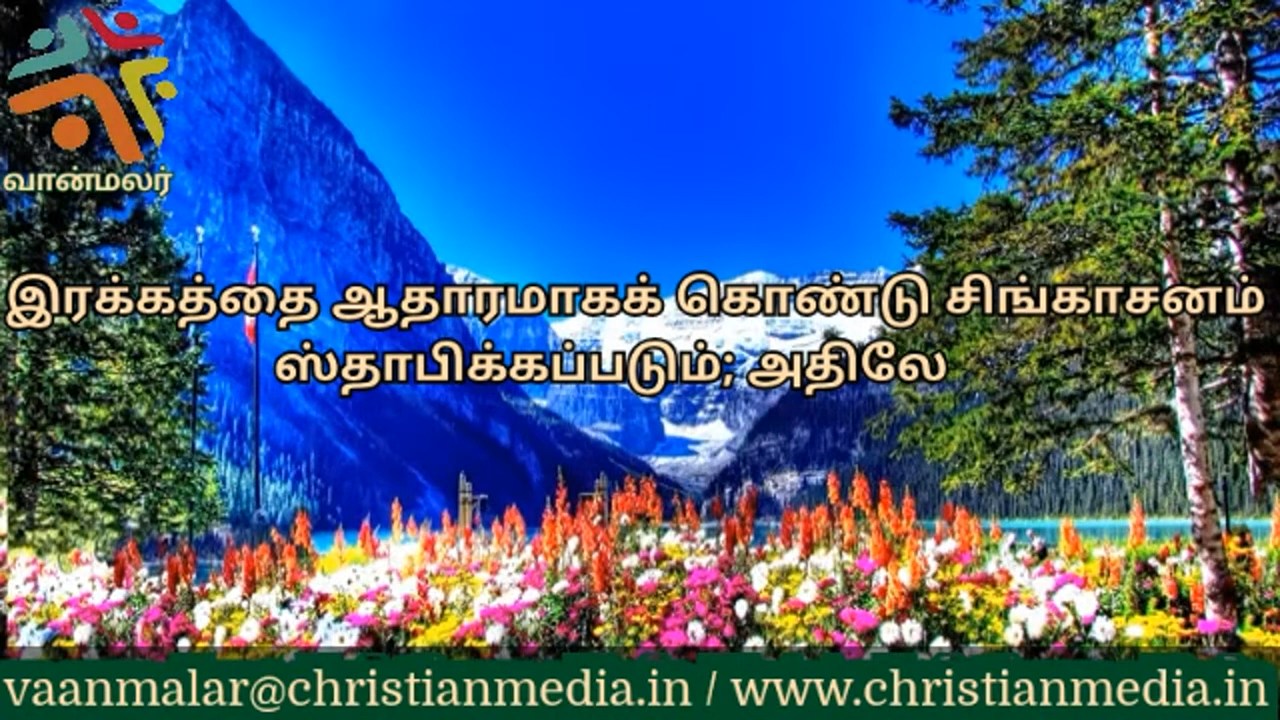 வான்மலர்
இரக்கத்தை ஆதாரமாகக் கொண்டு சிங்காசனம்
ஸ்தாபிக்கப்படும்; அதிலே
vaanmalar@christianmedia.in / www.christianmedia.in